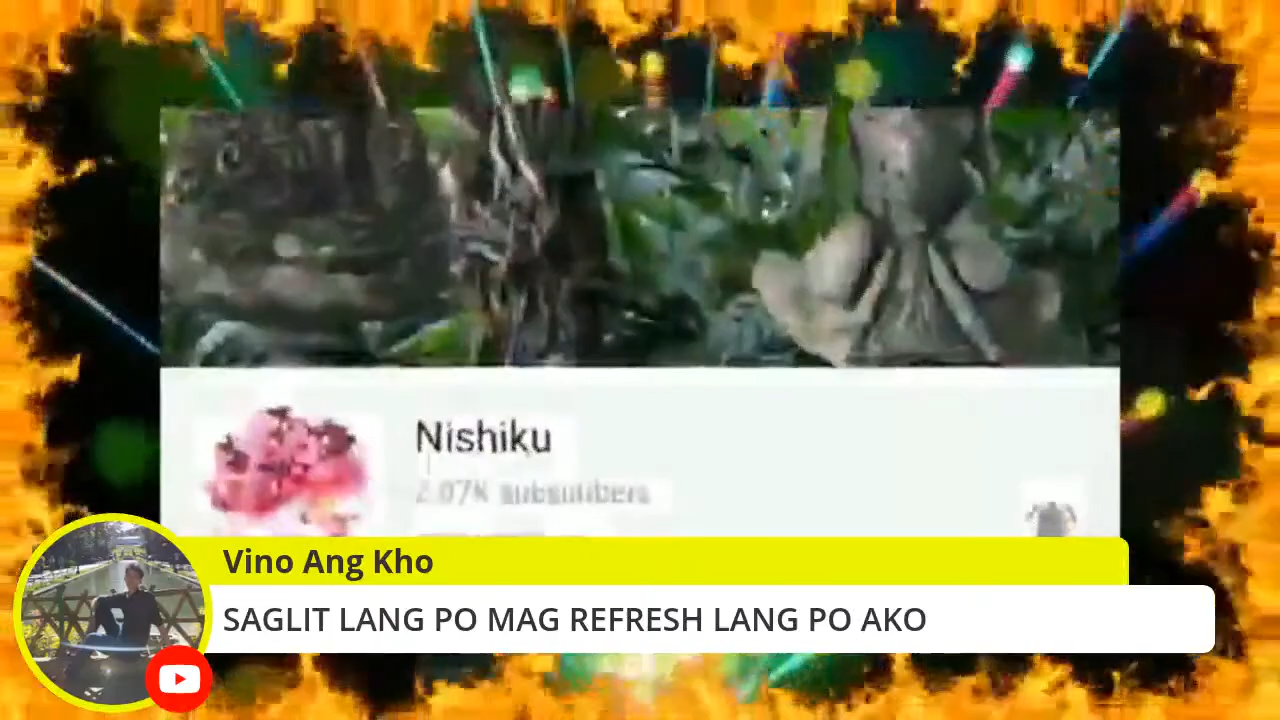 Nishiku
2.07K subscribers
Vino Ang Kho
SAGLIT LANG PO MAG REFRESH LANG PO AKO